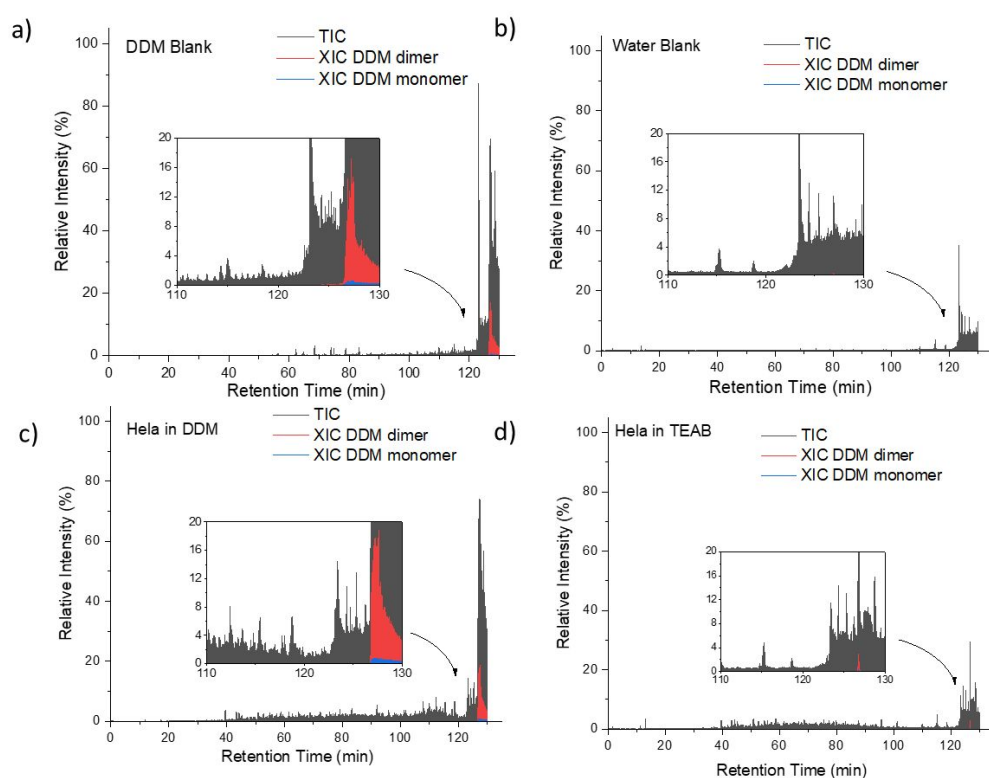 a)
DDM Blank
TIC
XIC DDM dimer
XIC DDM monomer
Relative Intensity (%)
100
80
60
40
20
0
20
16
12
8
4
0
110 120 130
0 20 40 60 80 100 120
Retention Time (min)
b)
Water Blank
TIC
XIC DDM dimer
XIC DDM monomer
Relative Intensity (%)
100
80
60
40
20
0
20
16
12
8
4
0
110 120 130
0 20 40 60 80 100 120
Retention Time (min)
c)
Hela in DDM
TIC
XIC DDM dimer
XIC DDM monomer
Relative Intensity (%)
100
80
60
40
20
0
20
16
12
8
4
0
110 120 130
0 20 40 60 80 100 120
Retention Time (min)
d)
Hela in TEAB
TIC
XIC DDM dimer
XIC DDM monomer
Relative Intensity (%)
100
80
60
40
20
0
20
16
12
8
4
0
110 120 130
0 20 40 60 80 100 120
Retention Time (min)